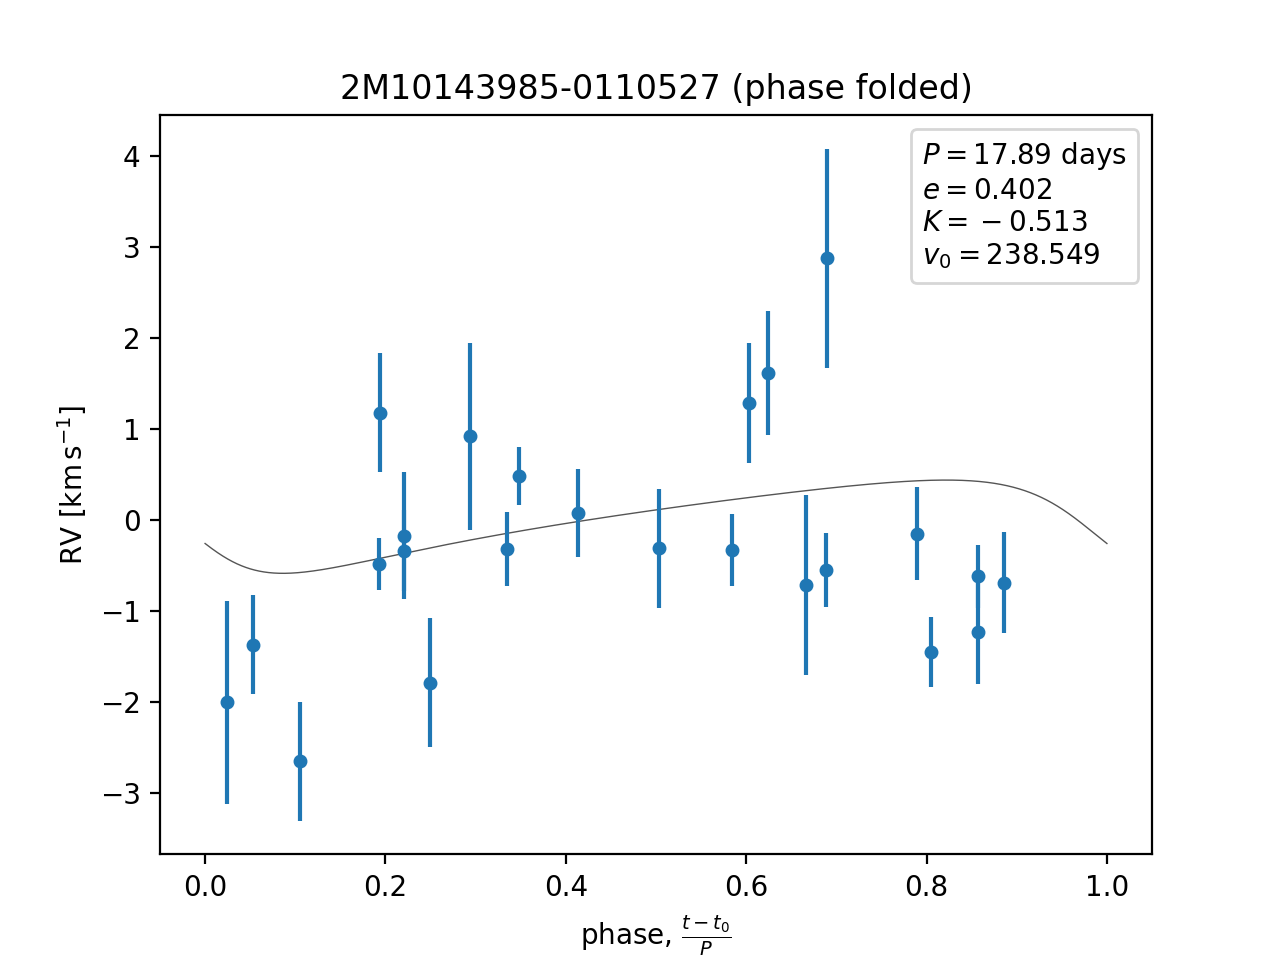 2M10143985-0110527 (phase folded)
P = 17.89 days
e = 0.402
K = −0.513
v₀ = 238.549
RV [km s⁻¹]
4
3
2
1
0
−1
−2
−3
0.0 0.2 0.4 0.6 0.8 1.0
phase, (t − t₀)/P